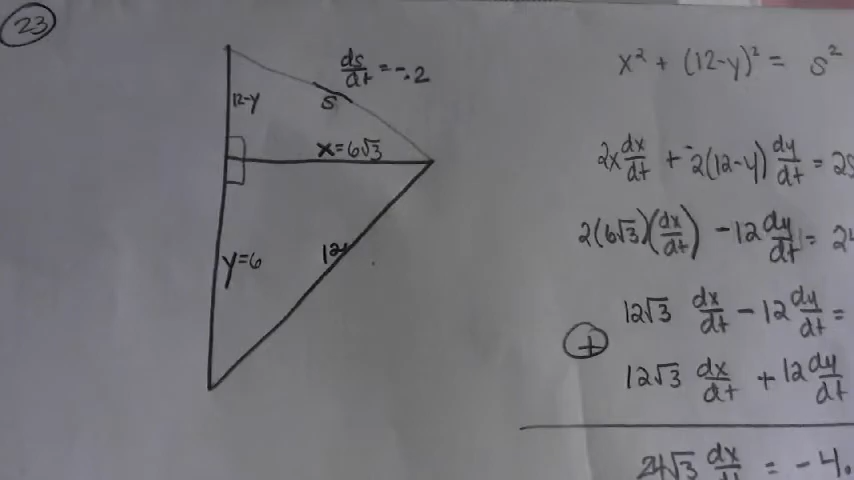 23
ds/dt = -.2
12-y
s
x=6√3
y=6
12
x² + (12-y)² = s²
2x dx/dt + -2(12-y) dy/dt = 2s
2(6√3)(dx/dt) - 12 dy/dt = 24
12√3 dx/dt - 12 dy/dt =
+
12√3 dx/dt + 12 dy/dt
24√3 dx/dt = -4.